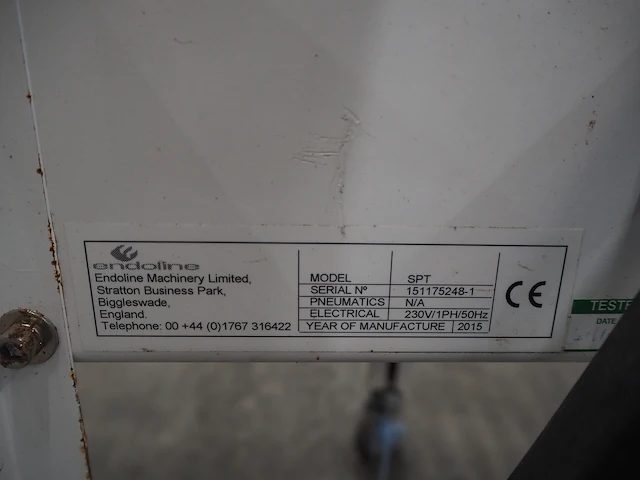 endoline
Endoline Machinery Limited,
Stratton Business Park,
Biggleswade,
England.
Telephone: 00 +44 (0)1767 316422
MODEL SPT
SERIAL Nº 151175248-1
PNEUMATICS N/A
ELECTRICAL 230V/1PH/50Hz
YEAR OF MANUFACTURE 2015
CE
TESTE
DATE